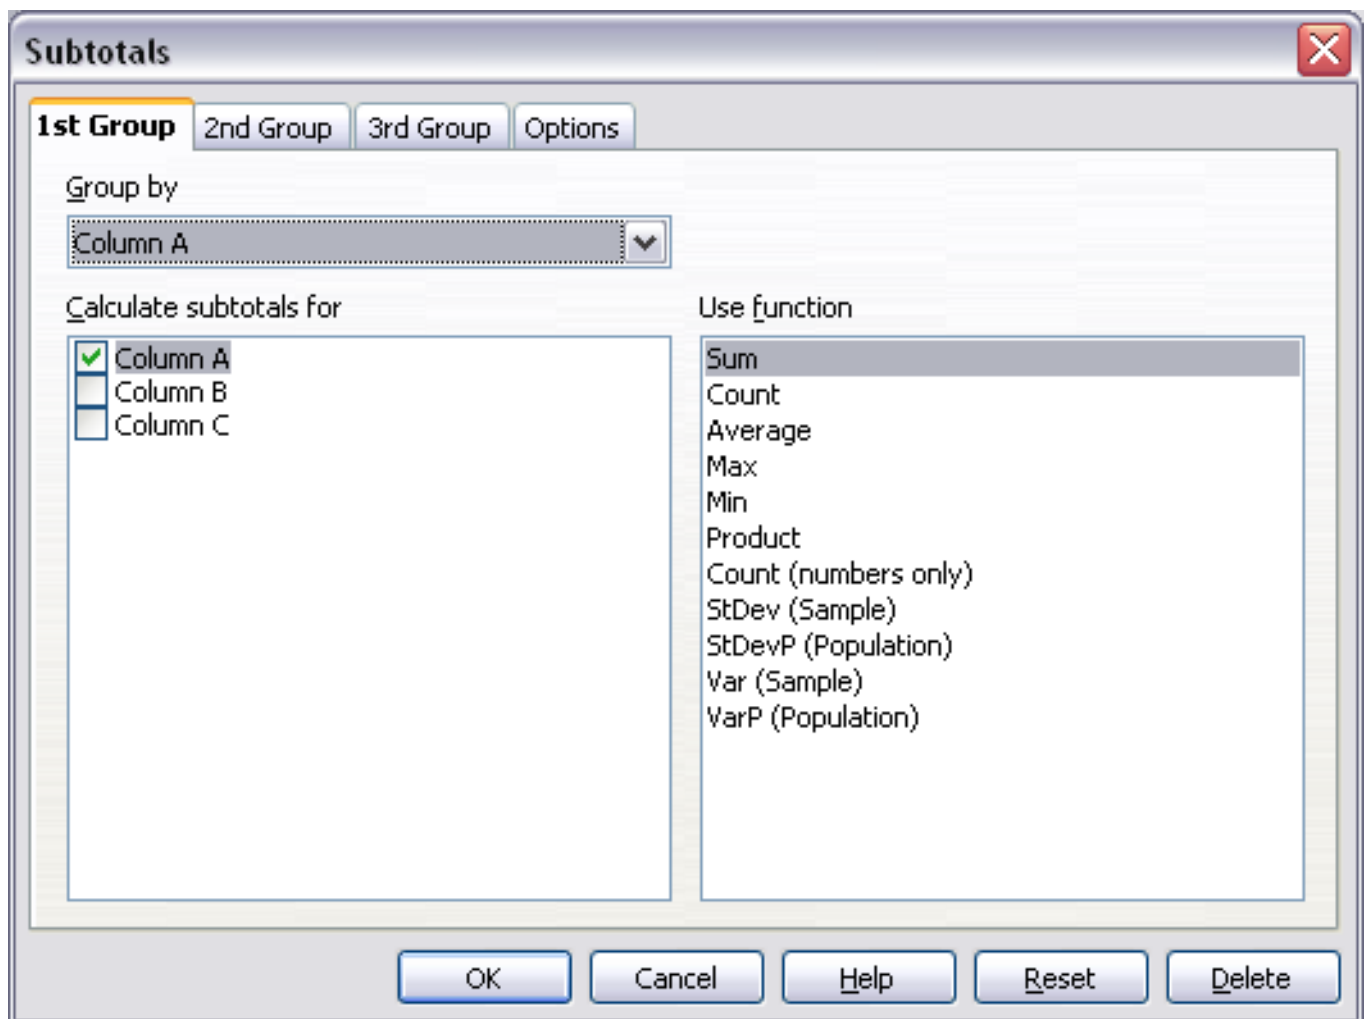 Subtotals
1st Group 2nd Group 3rd Group Options
Group by
Column A
Calculate subtotals for
Column A
Column B
Column C
Use function
Sum
Count
Average
Max
Min
Product
Count (numbers only)
StDev (Sample)
StDevP (Population)
Var (Sample)
VarP (Population)
OK Cancel Help Reset Delete